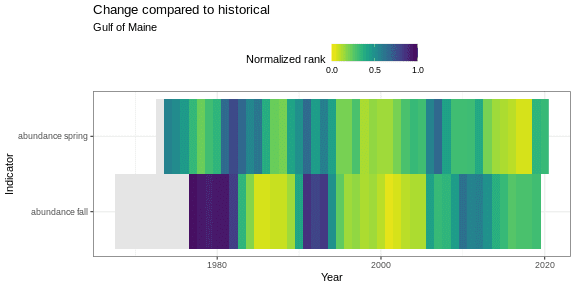 Change compared to historical
Gulf of Maine
Normalized rank
0.0 0.5 1.0
abundance spring
abundance fall
Indicator
1980 2000 2020
Year